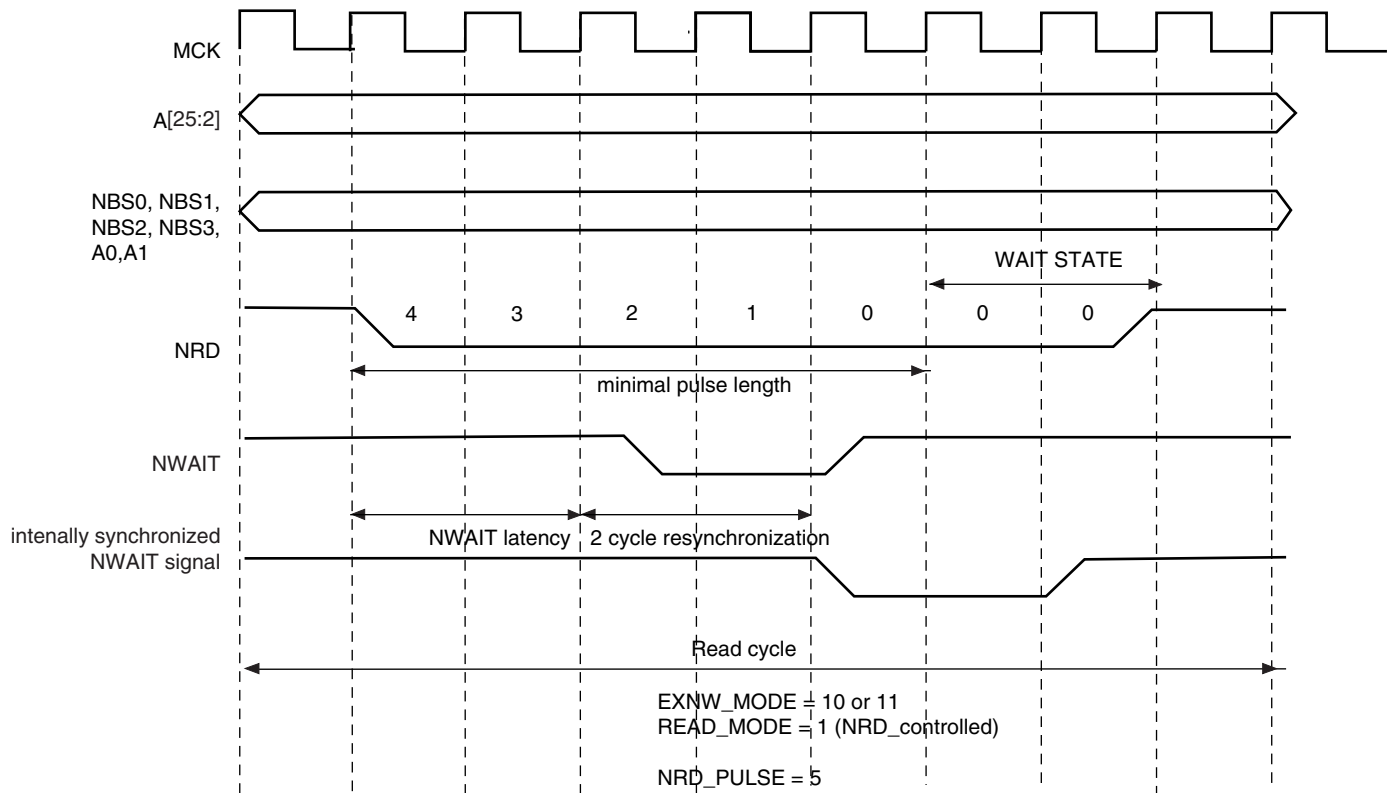 MCK
A[25:2]
NBS0, NBS1,
NBS2, NBS3,
A0,A1
WAIT STATE
4 3 2 1 0 0 0
NRD
minimal pulse length
NWAIT
intenally synchronized
NWAIT signal
NWAIT latency
2 cycle resynchronization
Read cycle
EXNW_MODE = 10 or 11
READ_MODE = 1 (NRD_controlled)
NRD_PULSE = 5